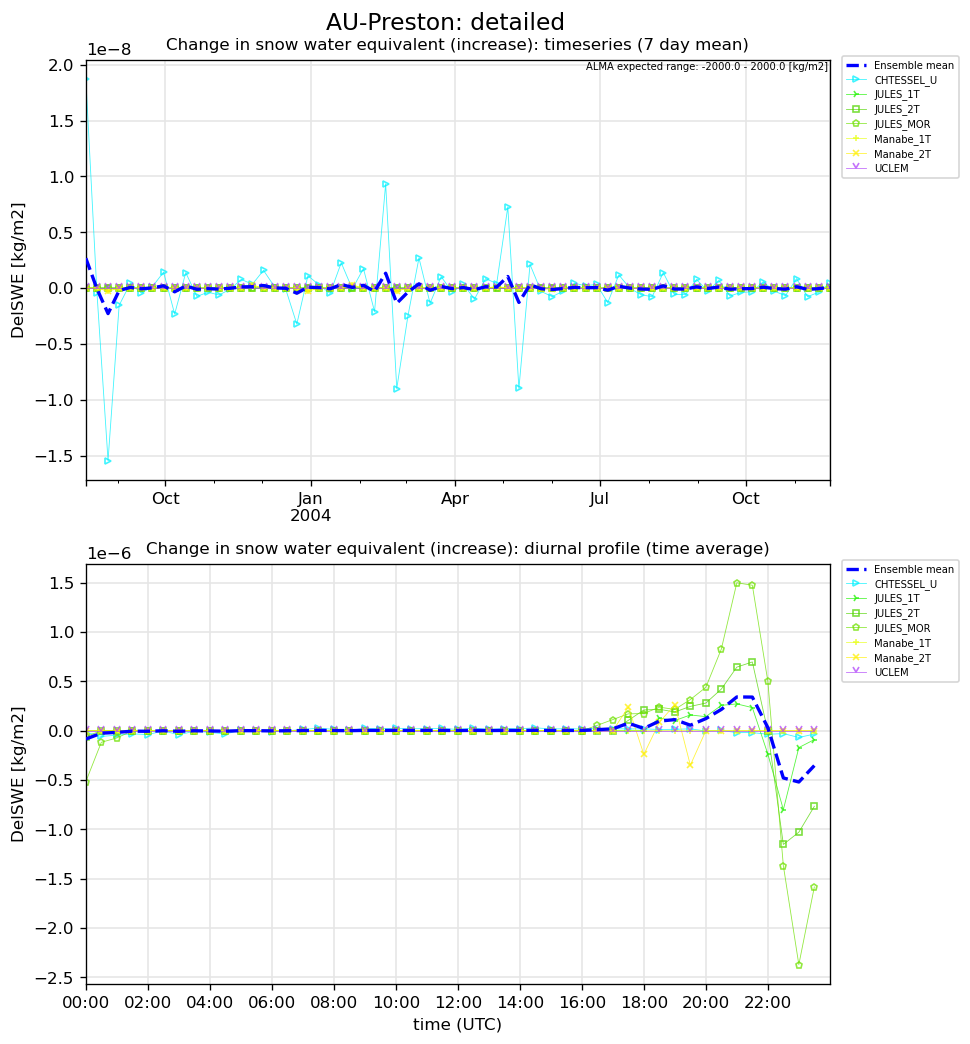 AU-Preston: detailed
Change in snow water equivalent (increase): timeseries (7 day mean)
1e−8
ALMA expected range: -2000.0 - 2000.0 [kg/m2]
DelSWE [kg/m2]
2.0
1.5
1.0
0.5
0.0
−0.5
−1.0
−1.5
Oct
Jan
2004
Apr
Jul
Oct
Ensemble mean
CHTESSEL_U
JULES_1T
JULES_2T
JULES_MOR
Manabe_1T
Manabe_2T
UCLEM
Change in snow water equivalent (increase): diurnal profile (time average)
1e−6
DelSWE [kg/m2]
1.5
1.0
0.5
0.0
−0.5
−1.0
−1.5
−2.0
−2.5
00:00 02:00 04:00 06:00 08:00 10:00 12:00 14:00 16:00 18:00 20:00 22:00
time (UTC)
Ensemble mean
CHTESSEL_U
JULES_1T
JULES_2T
JULES_MOR
Manabe_1T
Manabe_2T
UCLEM